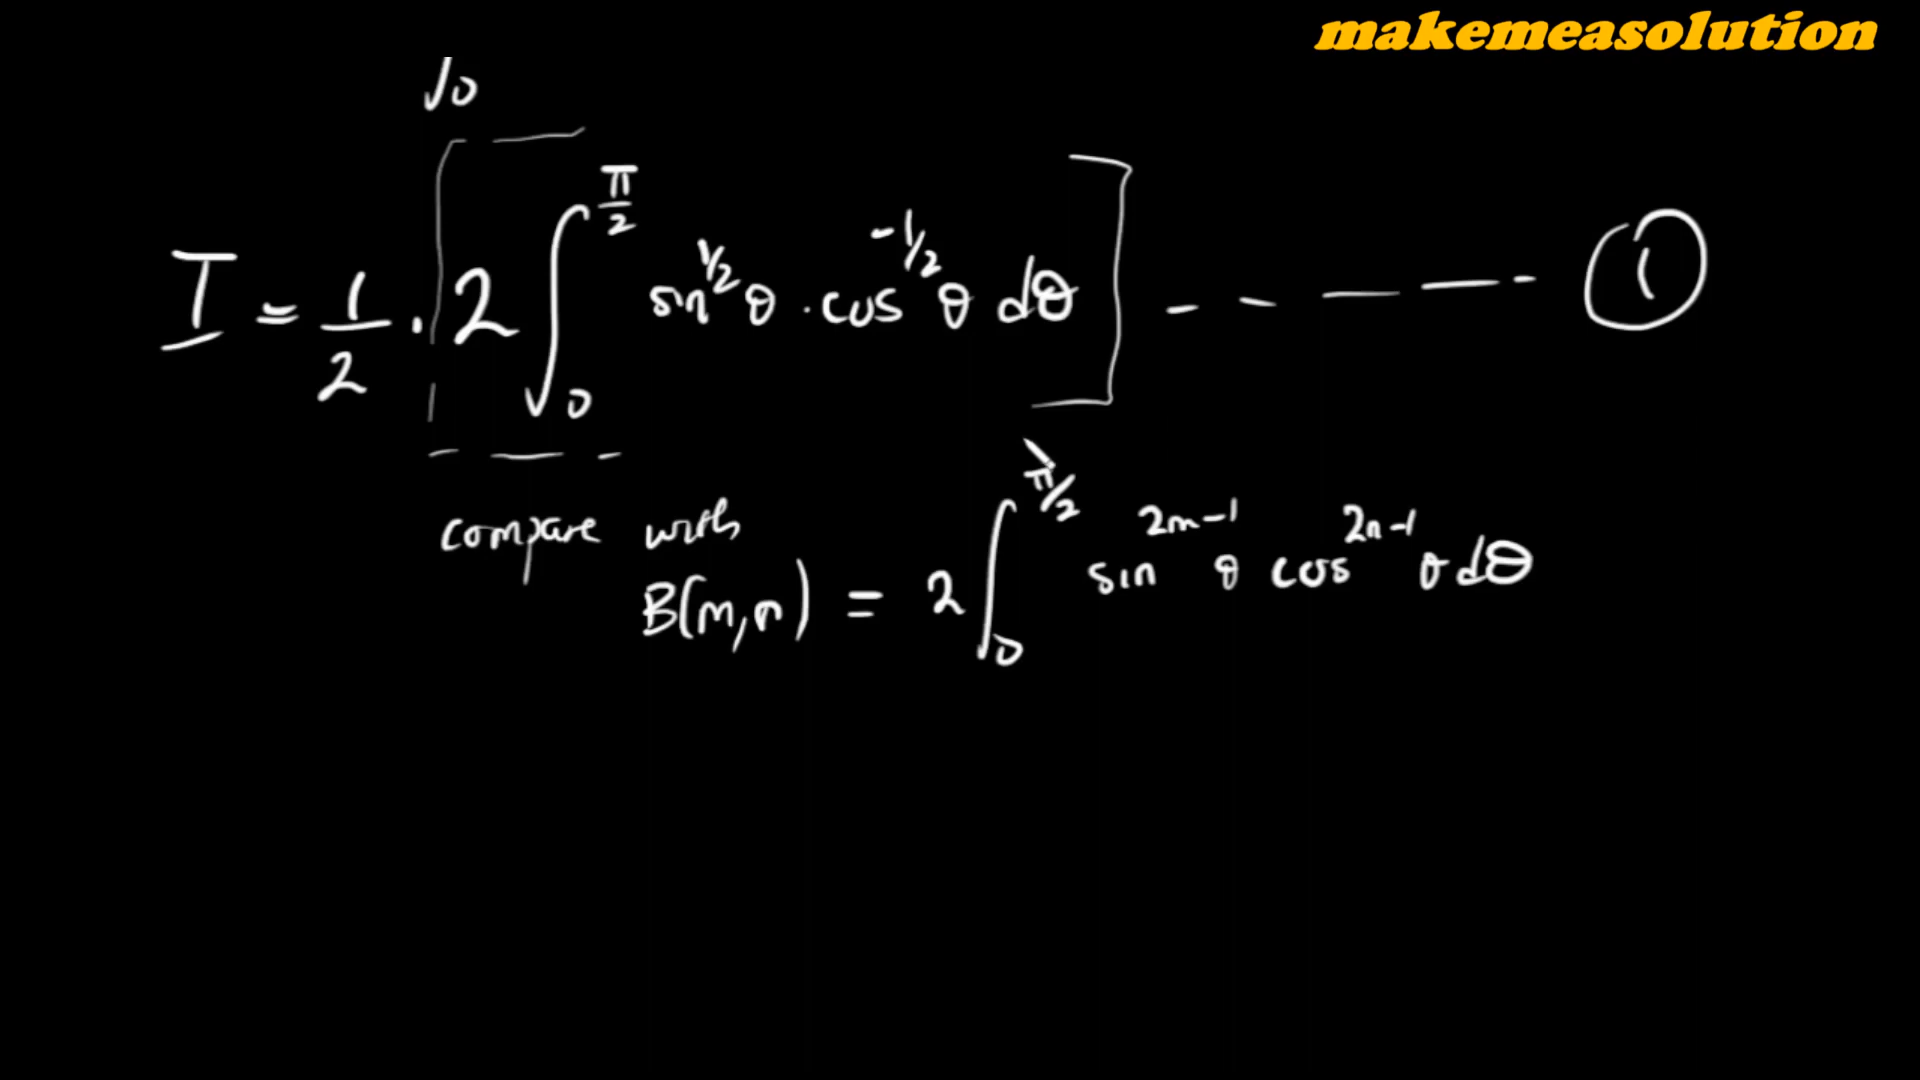 makemeasolution
∫0
I = 1/2 · [2 ∫0^π/2 sin^1/2 θ · cos^-1/2 θ dθ] - - - - - ①
compare with
B(m,n) = 2 ∫0^π/2 sin^2m-1 θ cos^2n-1 θ dθ